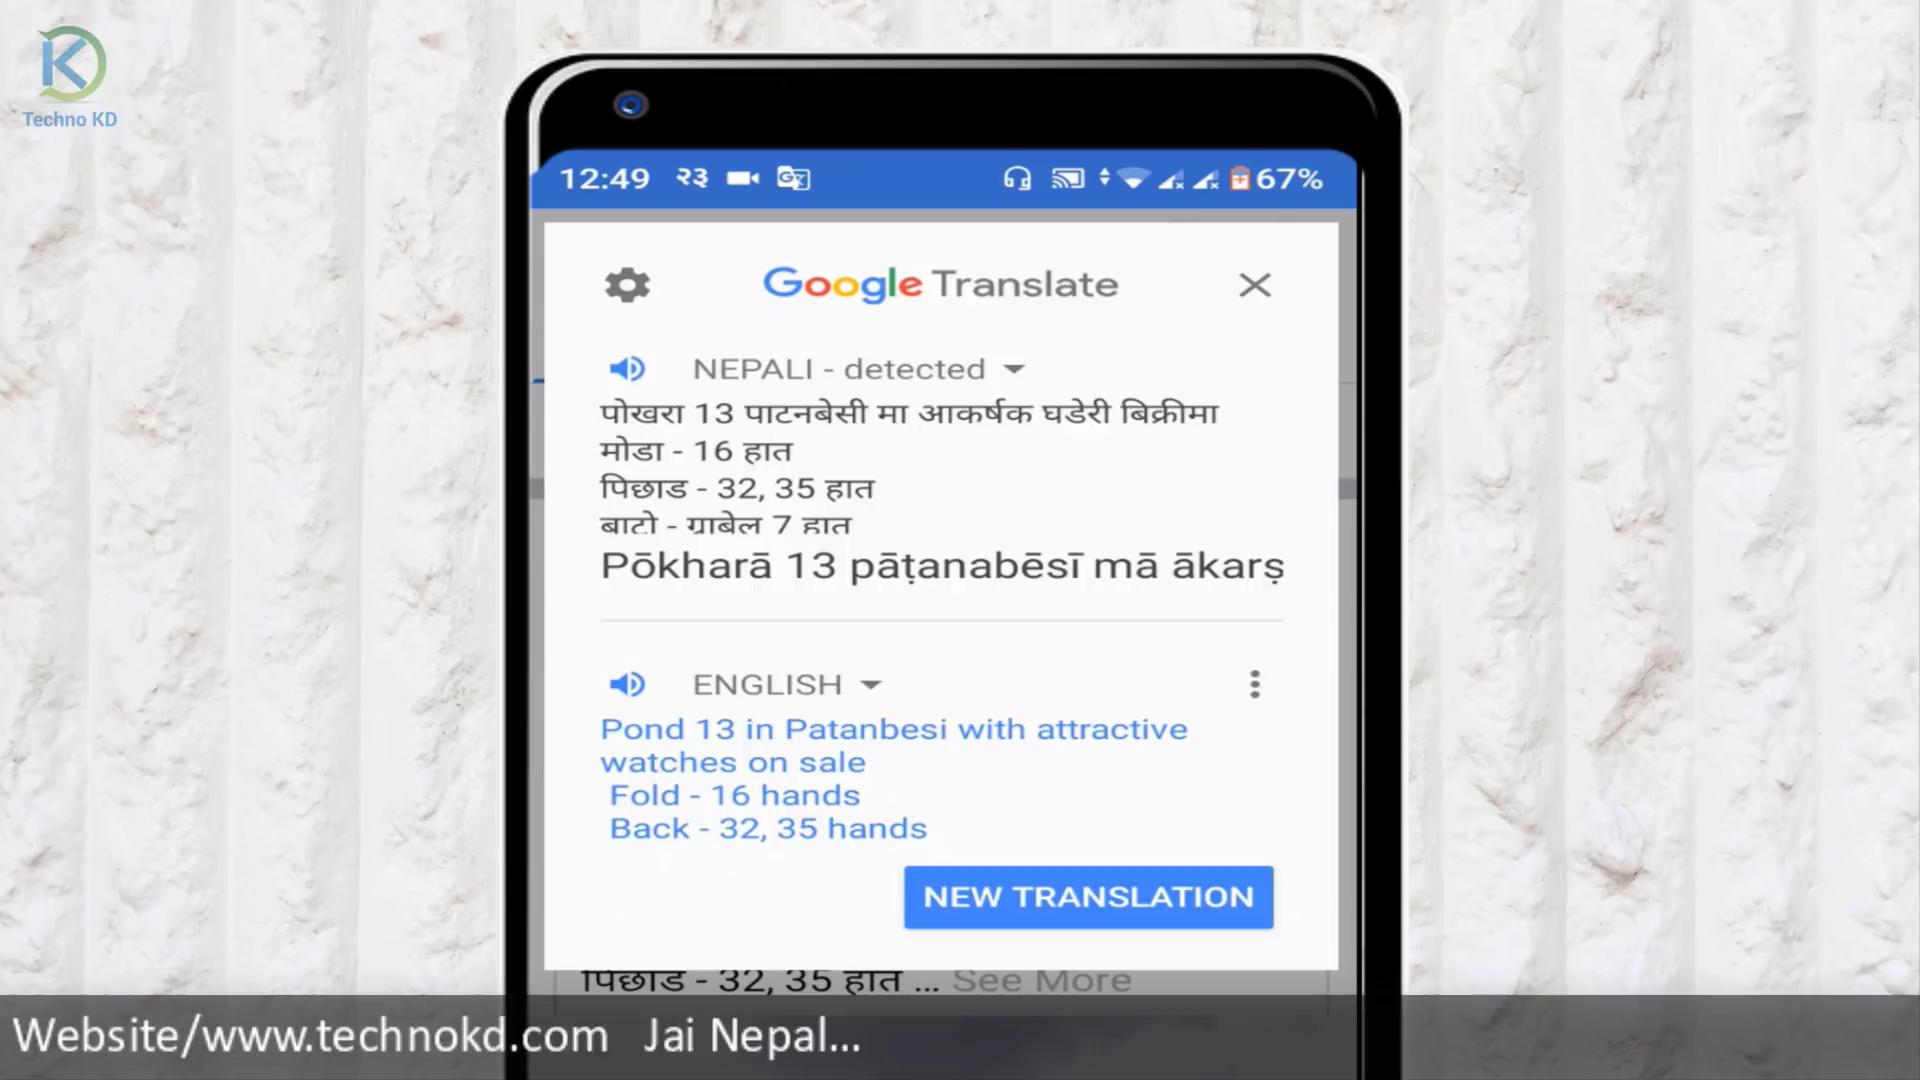 Techno KD
12:49 २३ 67%
Google Translate
NEPALI - detected
पोखरा 13 पाटनबेसी मा आकर्षक घडेरी बिक्रीमा
मोडा - 16 हात
पिछाड - 32, 35 हात
बाटो - ग्राबेल 7 हात
Pōkharā 13 pāṭanabēsī mā ākarṣ
ENGLISH
Pond 13 in Patanbesi with attractive
watches on sale
Fold - 16 hands
Back - 32, 35 hands
NEW TRANSLATION
पिछाड - 32, 35 हात ... See More
Website/www.technokd.com Jai Nepal...